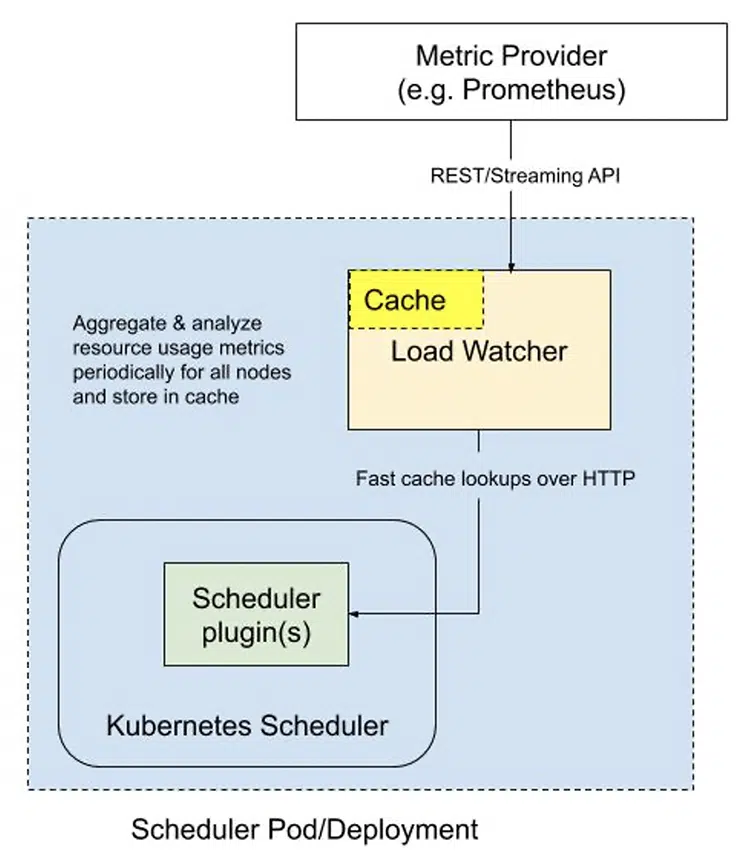 Metric Provider
(e.g. Prometheus)
REST/Streaming API
Cache
Load Watcher
Aggregate & analyze
resource usage metrics
periodically for all nodes
and store in cache
Fast cache lookups over HTTP
Scheduler
plugin(s)
Kubernetes Scheduler
Scheduler Pod/Deployment